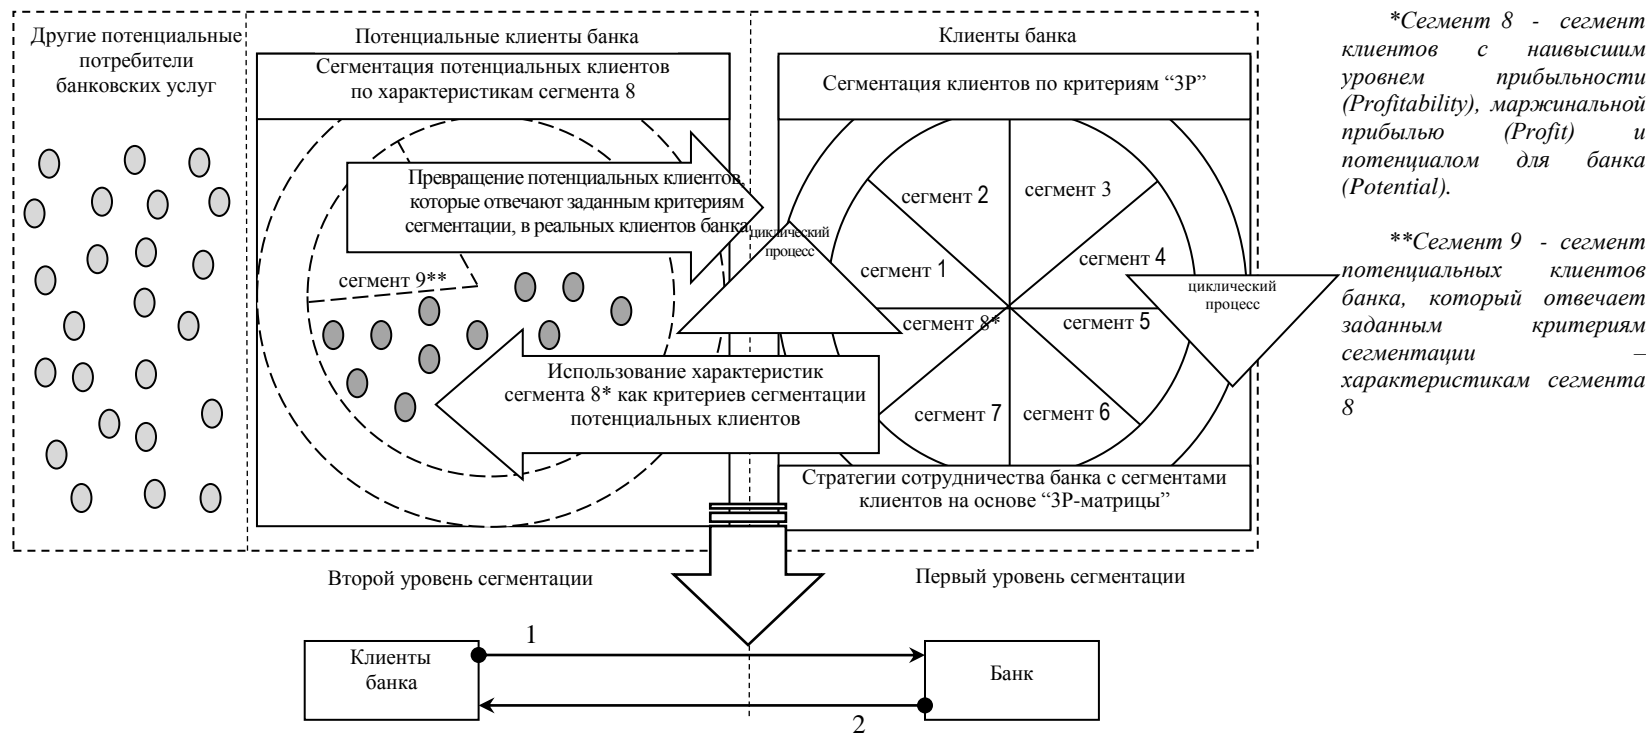 Другие потенциальные
потребители
банковских услуг
Потенциальные клиенты банка
Сегментация потенциальных клиентов
по характеристикам сегмента 8
Клиенты банка
Сегментация клиентов по критериям “3P”
Превращение потенциальных клиентов,
которые отвечают заданным критериям
сегментации, в реальных клиентов банка
сегмент 9**
циклический
процесс
сегмент 2
сегмент 3
сегмент 1
сегмент 4
сегмент 8*
сегмент 5
сегмент 7
сегмент 6
циклический
процесс
Использование характеристик
сегмента 8* как критериев сегментации
потенциальных клиентов
Стратегии сотрудничества банка с сегментами
клиентов на основе “3P-матрицы”
Второй уровень сегментации
Первый уровень сегментации
1
Клиенты
банка
Банк
2
*Сегмент 8 - сегмент
клиентов с наивысшим
уровнем прибыльности
(Profitability), маржинальной
прибылью (Profit) и
потенциалом для банка
(Potential).
**Сегмент 9 - сегмент
потенциальных клиентов
банка, который отвечает
заданным критериям
сегментации –
характеристикам сегмента
8